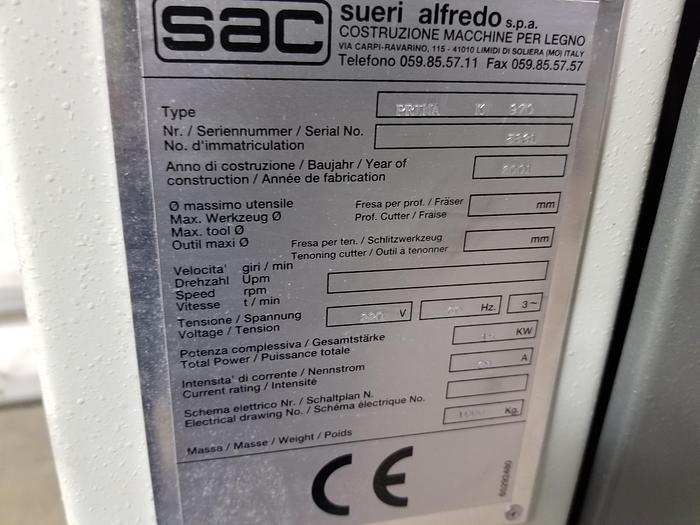 sac
sueri alfredo s.p.a.
COSTRUZIONE MACCHINE PER LEGNO
VIA CARPI-RAVARINO, 115 - 41010 LIMIDI DI SOLIERA (MO) ITALY
Telefono 059.85.57.11 Fax 059.85.57.57
Type
K 970
Nr. / Seriennummer / Serial No.
No. d'immatriculation
Anno di costruzione / Baujahr / Year of
construction / Année de fabrication
2001
Ø massimo utensile
Max. Werkzeug Ø
Max. tool Ø
Outil maxi Ø
Fresa per prof. / Fräser
Prof. Cutter / Fraise
mm
Fresa per ten. / Schlitzwerkzeug
Tenoning cutter / Outil à tenonner
mm
Velocita' giri / min
Drehzahl Upm
Speed rpm
Vitesse t / min
Tensione / Spannung
Voltage / Tension
220 V
Hz.
3~
Potenza complessiva / Gesamtstärke
Total Power / Puissance totale
KW
Intensita' di corrente / Nennstrom
Current rating / Intensité
A
Schema elettrico Nr. / Schaltplan N.
Electrical drawing No. / Schéma électrique No.
Massa / Masse / Weight / Poids
1000 Kg.
CE
60292480